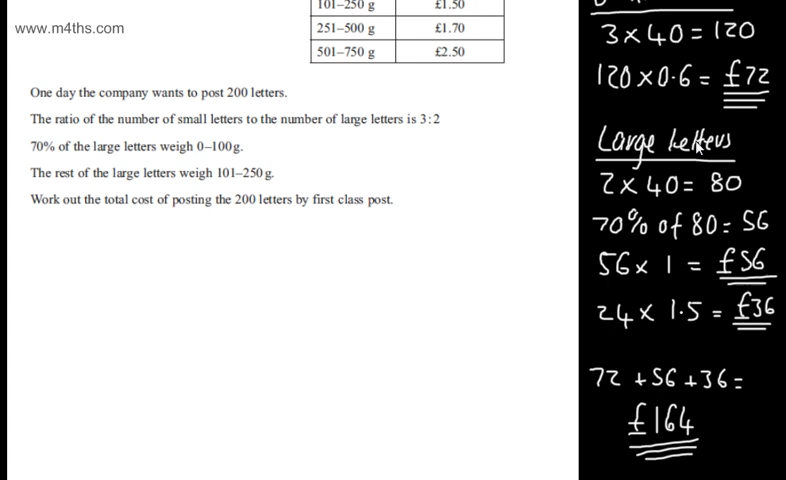 101–250 g £1.50
www.m4ths.com
251–500 g £1.70
501–750 g £2.50
One day the company wants to post 200 letters.
The ratio of the number of small letters to the number of large letters is 3 : 2
70% of the large letters weigh 0–100 g.
The rest of the large letters weigh 101–250 g.
Work out the total cost of posting the 200 letters by first class post.
3 × 40 = 120
120 × 0.6 = £72
Large Letters
2 × 40 = 80
70% of 80 = 56
56 × 1 = £56
24 × 1.5 = £36
72 + 56 + 36 =
£164